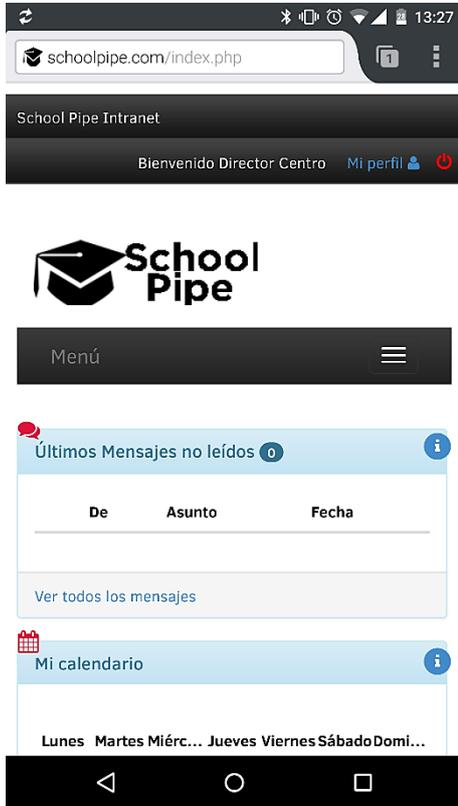 28 13:27
schoolpipe.com/index.php 1
School Pipe Intranet
Bienvenido Director Centro Mi perfil
School
Pipe
Menú
Últimos Mensajes no leídos 0
De Asunto Fecha
Ver todos los mensajes
Mi calendario
Lunes Martes Miérc... Jueves Viernes Sábado Domi...